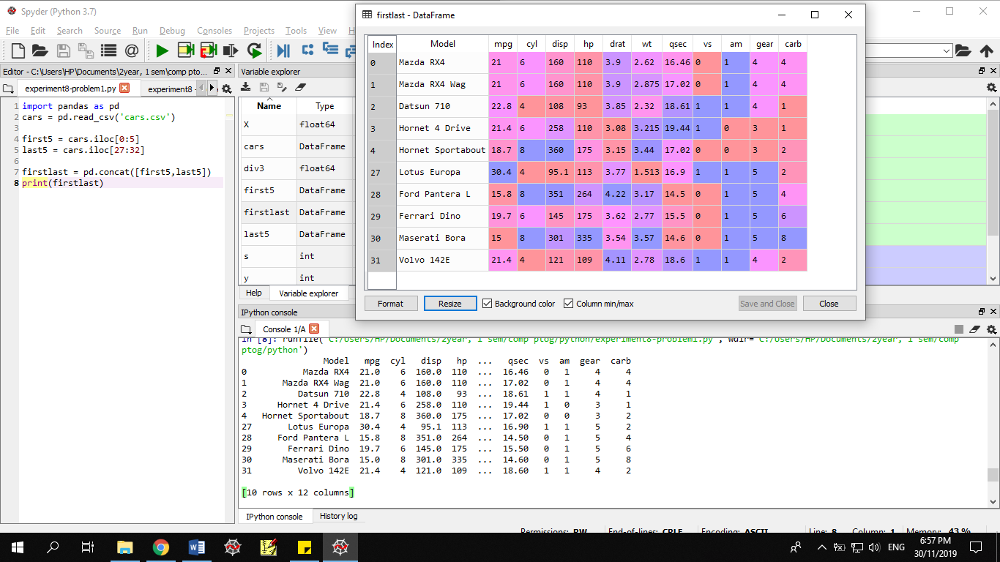 Spyder (Python 3.7)
File Edit Search Source Run Debug Consoles Projects Tools View
Editor - C:\Users\HP\Documents\2year, 1 sem\comp pto...
experiment8-problem1.py
experiment8
1 import pandas as pd
2 cars = pd.read_csv('cars.csv')
3
4 first5 = cars.iloc[0:5]
5 last5 = cars.iloc[27:32]
6
7 firstlast = pd.concat([first5,last5])
8 print(firstlast)
Variable explorer
Name Type
X float64
cars DataFrame
div3 float64
first5 DataFrame
firstlast DataFrame
last5 DataFrame
s int
y int
Help Variable explorer
firstlast - DataFrame
Index Model mpg cyl disp hp drat wt qsec vs am gear carb
0 Mazda RX4 21 6 160 110 3.9 2.62 16.46 0 1 4 4
1 Mazda RX4 Wag 21 6 160 110 3.9 2.875 17.02 0 1 4 4
2 Datsun 710 22.8 4 108 93 3.85 2.32 18.61 1 1 4 1
3 Hornet 4 Drive 21.4 6 258 110 3.08 3.215 19.44 1 0 3 1
4 Hornet Sportabout 18.7 8 360 175 3.15 3.44 17.02 0 0 3 2
27 Lotus Europa 30.4 4 95.1 113 3.77 1.513 16.9 1 1 5 2
28 Ford Pantera L 15.8 8 351 264 4.22 3.17 14.5 0 1 5 4
29 Ferrari Dino 19.7 6 145 175 3.62 2.77 15.5 0 1 5 6
30 Maserati Bora 15 8 301 335 3.54 3.57 14.6 0 1 5 8
31 Volvo 142E 21.4 4 121 109 4.11 2.78 18.6 1 1 4 2
Format Resize Background color Column min/max Save and Close Close
IPython console
Console 1/A
In [8]: runfile('C:/Users/HP/Documents/2year, 1 sem/comp ptog/python/experiment8-problem1.py', wdir='C:/Users/HP/Documents/2year, 1 sem/comp
ptog/python')
Model mpg cyl disp hp ... qsec vs am gear carb
0 Mazda RX4 21.0 6 160.0 110 ... 16.46 0 1 4 4
1 Mazda RX4 Wag 21.0 6 160.0 110 ... 17.02 0 1 4 4
2 Datsun 710 22.8 4 108.0 93 ... 18.61 1 1 4 1
3 Hornet 4 Drive 21.4 6 258.0 110 ... 19.44 1 0 3 1
4 Hornet Sportabout 18.7 8 360.0 175 ... 17.02 0 0 3 2
27 Lotus Europa 30.4 4 95.1 113 ... 16.90 1 1 5 2
28 Ford Pantera L 15.8 8 351.0 264 ... 14.50 0 1 5 4
29 Ferrari Dino 19.7 6 145.0 175 ... 15.50 0 1 5 6
30 Maserati Bora 15.0 8 301.0 335 ... 14.60 0 1 5 8
31 Volvo 142E 21.4 4 121.0 109 ... 18.60 1 1 4 2
[10 rows x 12 columns]
IPython console History log
Permissions: RW End-of-lines: CRLF Encoding: ASCII Line: 8 Column: 1 Memory: 43 %
ENG
6:57 PM
30/11/2019